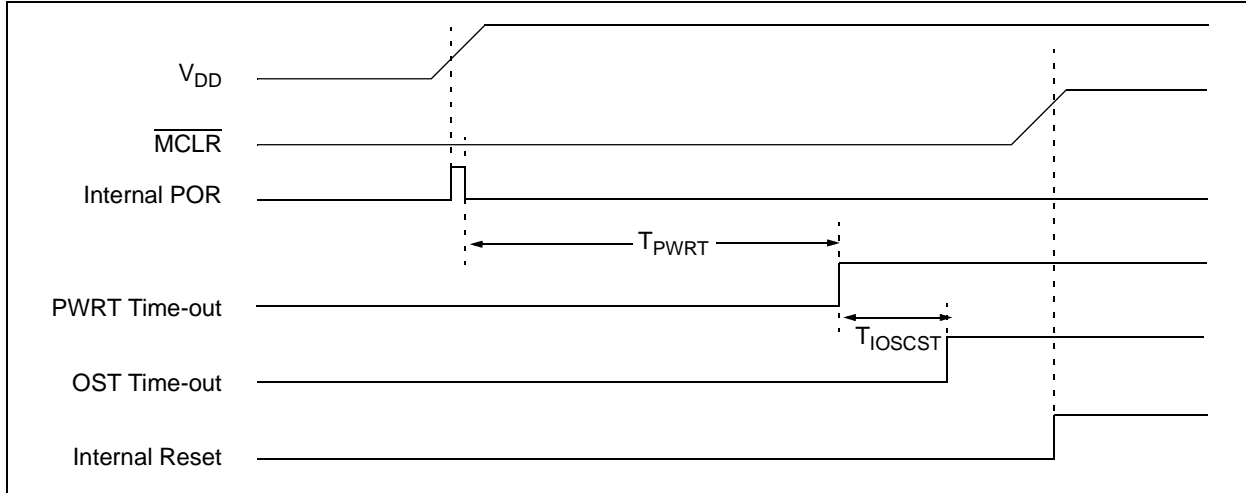 VDD
MCLR
Internal POR
TPWRT
PWRT Time-out
TIOSCST
OST Time-out
Internal Reset